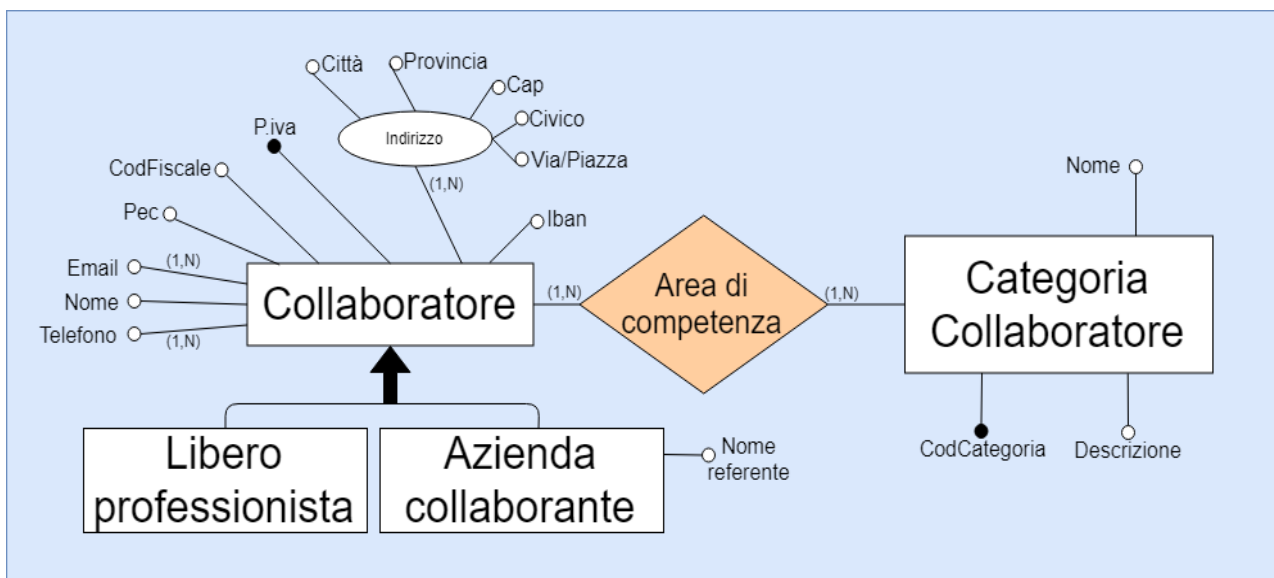 Città
Provincia
Cap
P.iva
Indirizzo
Civico
CodFiscale
Via/Piazza
Nome
(1,N)
Pec
Iban
Email
(1,N)
Nome
Telefono
(1,N)
Collaboratore
(1,N)
Area di
competenza
(1,N)
Categoria
Collaboratore
Libero
professionista
Azienda
collaborante
Nome
referente
CodCategoria
Descrizione